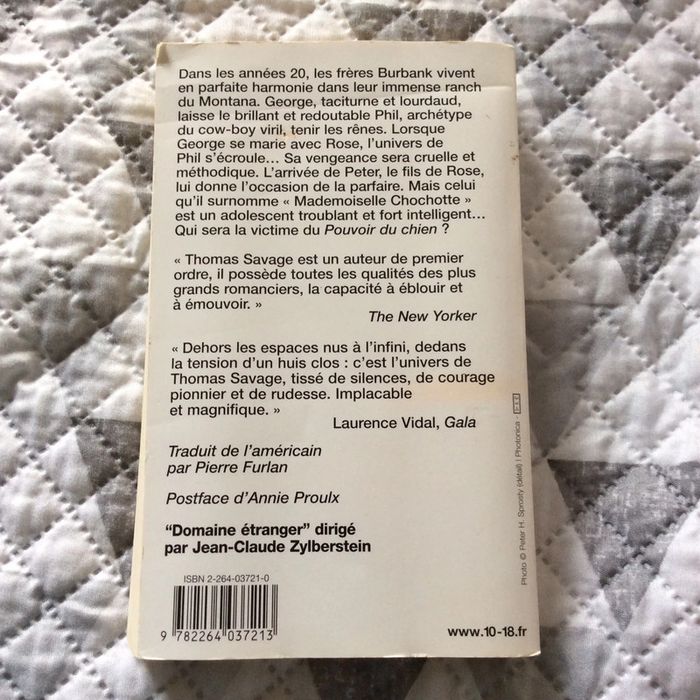 Dans les années 20, les frères Burbank vivent
en parfaite harmonie dans leur immense ranch
du Montana. George, taciturne et lourdaud,
laisse le brillant et redoutable Phil, archétype
du cow-boy viril, tenir les rênes. Lorsque
George se marie avec Rose, l'univers de
Phil s'écroule... Sa vengeance sera cruelle et
méthodique. L'arrivée de Peter, le fils de Rose,
lui donne l'occasion de la parfaire. Mais celui
qu'il surnomme « Mademoiselle Chochotte »
est un adolescent troublant et fort intelligent...
Qui sera la victime du Pouvoir du chien ?
« Thomas Savage est un auteur de premier
ordre, il possède toutes les qualités des plus
grands romanciers, la capacité à éblouir et
à émouvoir. »
The New Yorker
« Dehors les espaces nus à l'infini, dedans
la tension d'un huis clos : c'est l'univers de
Thomas Savage, tissé de silences, de courage
pionnier et de rudesse. Implacable
et magnifique. »
Laurence Vidal, Gala
Traduit de l'américain
par Pierre Furlan
Postface d'Annie Proulx
"Domaine étranger" dirigé
par Jean-Claude Zylberstein
ISBN 2-264-03721-0
9 782264 037213
www.10-18.fr
Photo © Peter H. Sprosty (détail) | Photonica -